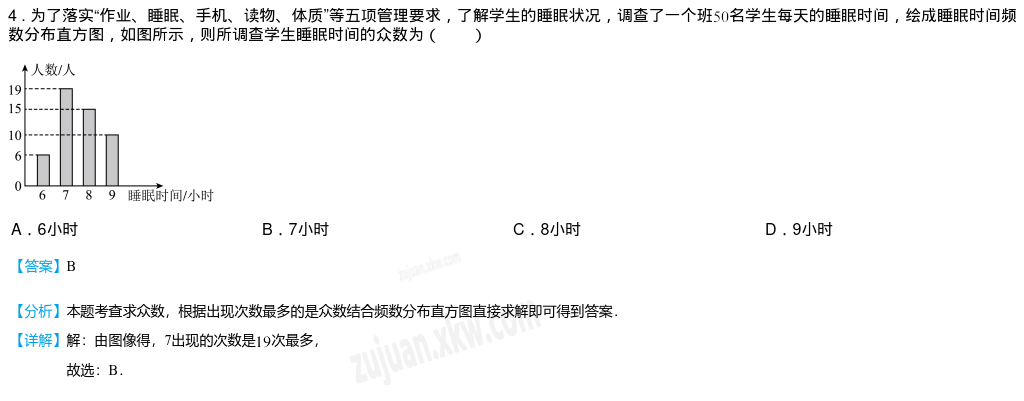 4．为了落实“作业、睡眠、手机、读物、体质”等五项管理要求，了解学生的睡眠状况，调查了一个班50名学生每天的睡眠时间，绘成睡眠时间频
数分布直方图，如图所示，则所调查学生睡眠时间的众数为（　　）
人数/人
19
15
10
6
0
6 7 8 9 睡眠时间/小时
A．6小时 B．7小时 C．8小时 D．9小时
【答案】B
zujuan.xkw.com
【分析】本题考查求众数，根据出现次数最多的是众数结合频数分布直方图直接求解即可得到答案．
【详解】解：由图像得，7出现的次数是19次最多，
zujuan.xkw.com
故选：B．